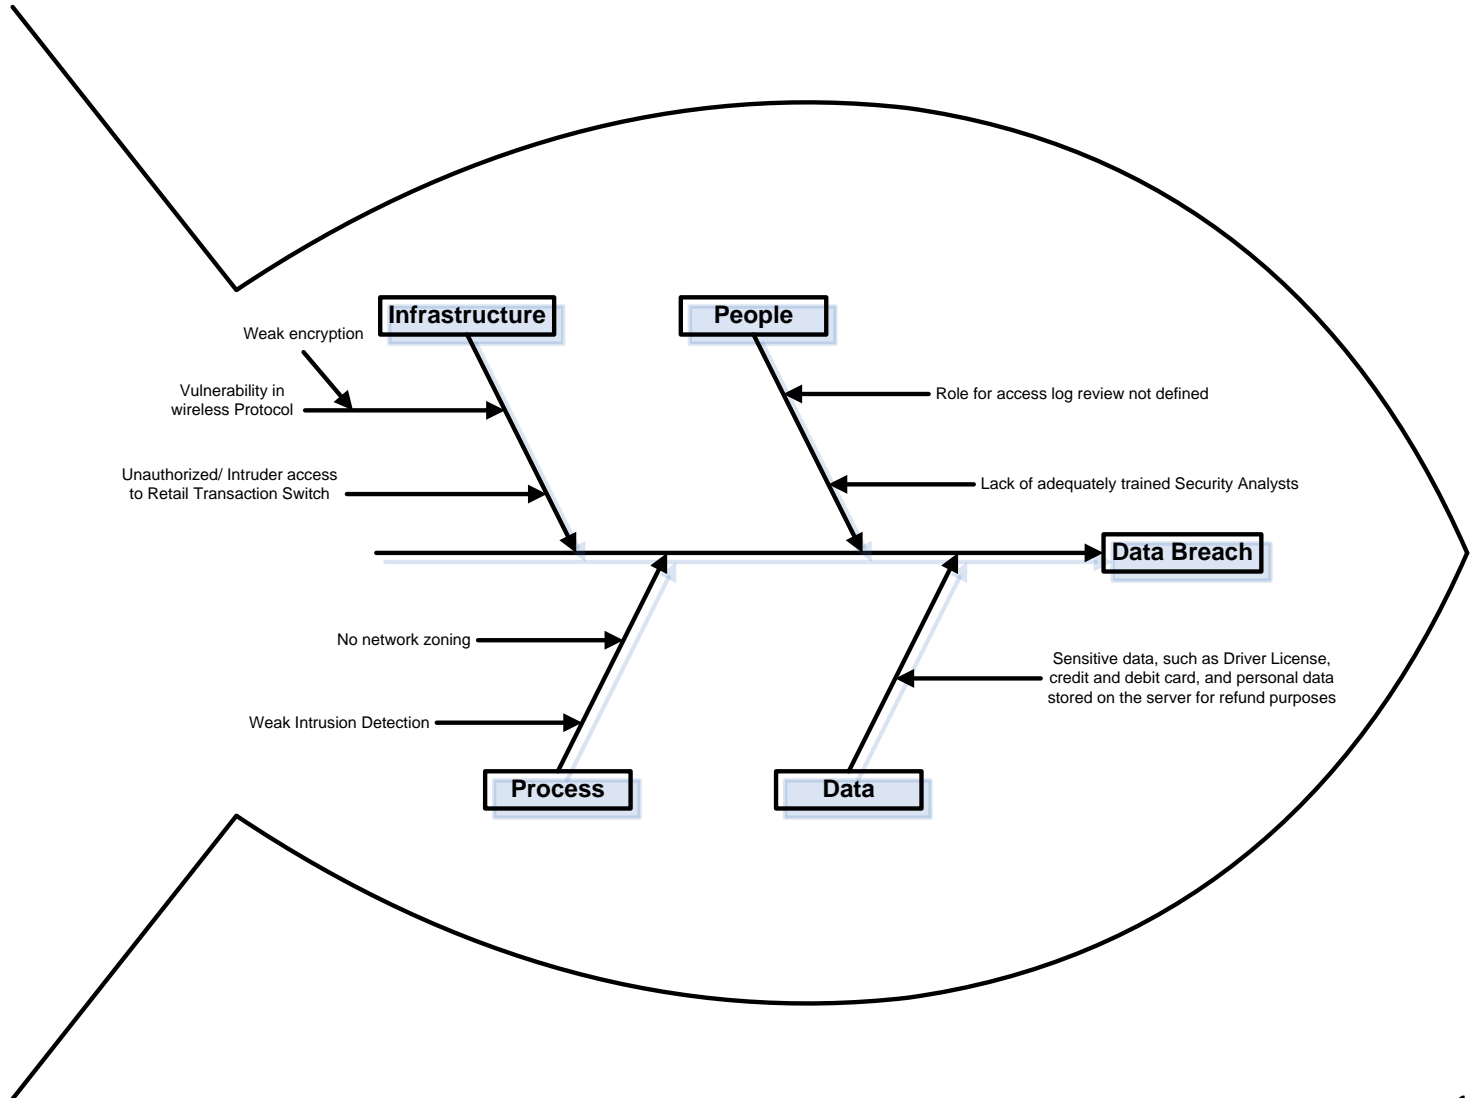 Infrastructure
People
Weak encryption
Vulnerability in
wireless Protocol
Role for access log review not defined
Unauthorized/ Intruder access
to Retail Transaction Switch
Lack of adequately trained Security Analysts
Data Breach
No network zoning
Sensitive data, such as Driver License,
credit and debit card, and personal data
stored on the server for refund purposes
Weak Intrusion Detection
Process
Data